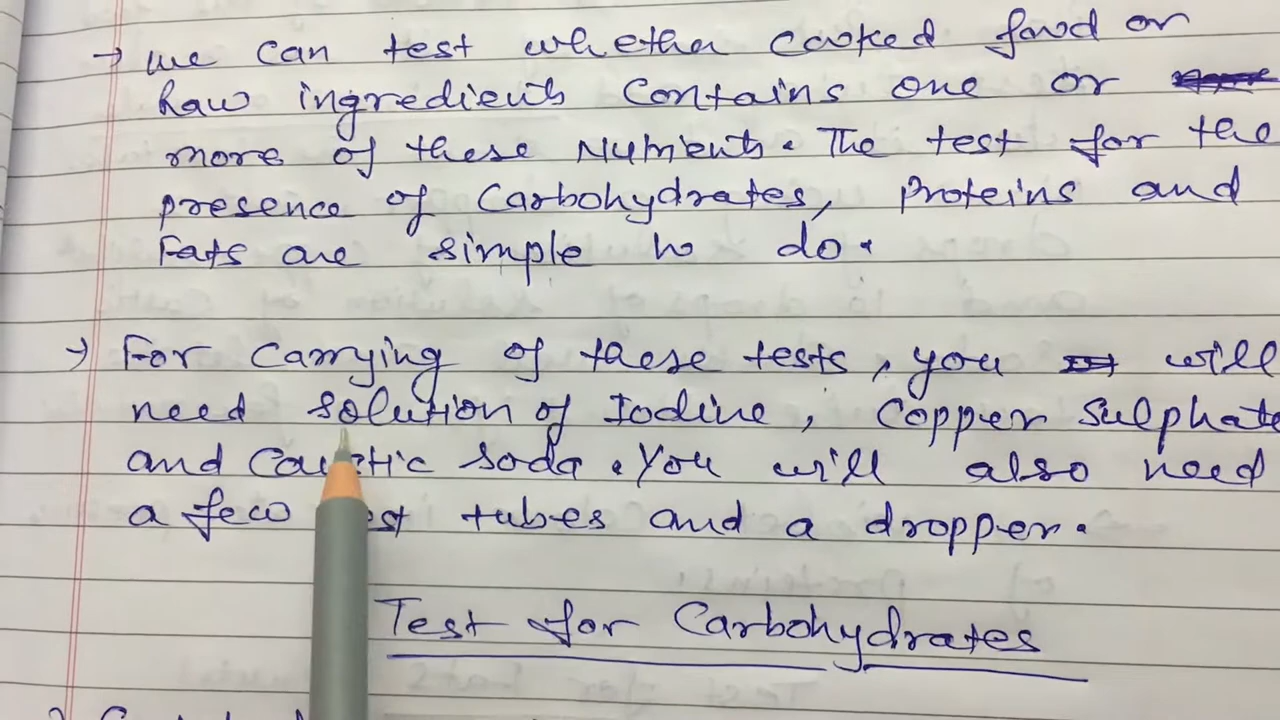 → we can test whether cooked food or
Raw ingredients contains one or
more of these Nutrients. The test for the
presence of Carbohydrates, Proteins and
Fats are simple to do.
→ For carrying of these tests, you will
need solution of Iodine, Copper Sulphate
and Caustic soda. You will also need
a few test tubes and a dropper.
Test for Carbohydrates